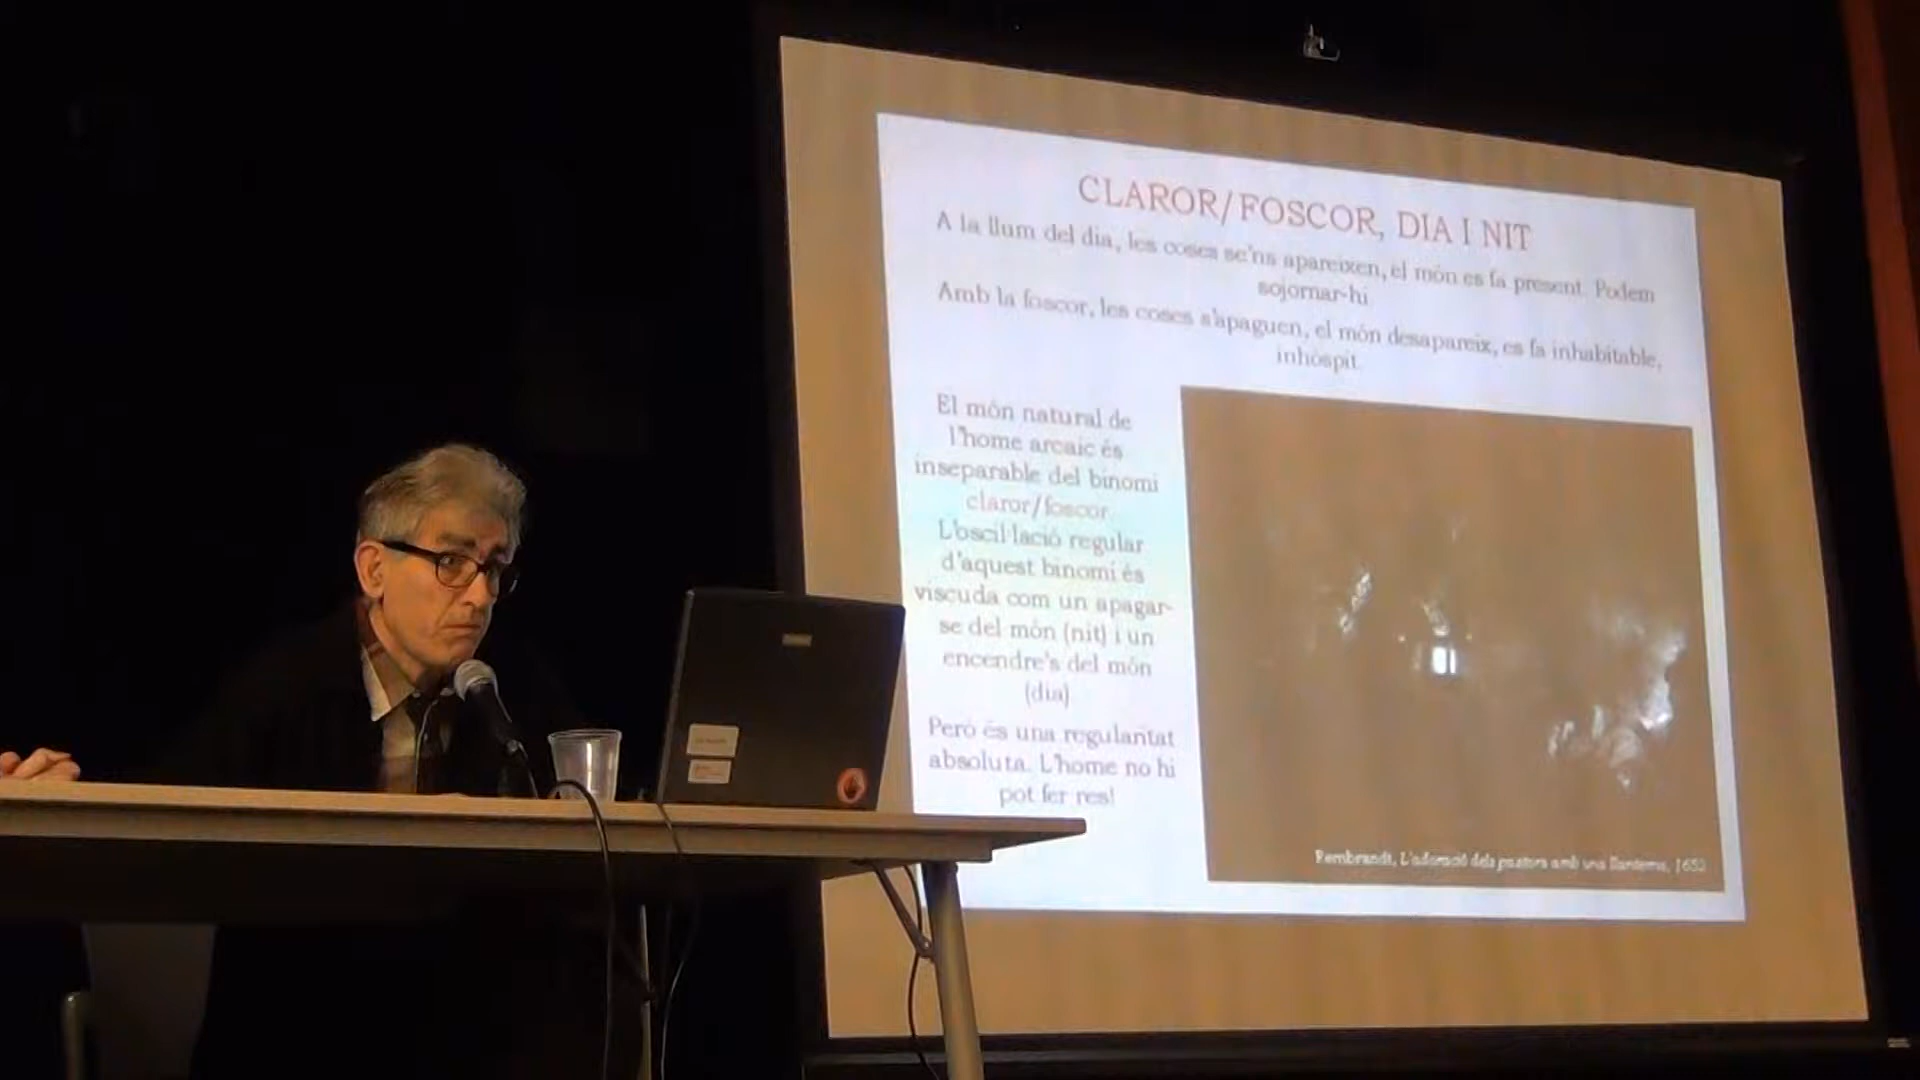 CLAROR/FOSCOR, DIA I NIT
A la llum del dia, les coses se'ns apareixen, el món es fa present. Podem
sojornar-hi
Amb la foscor, les coses s'apaguen, el món desapareix, es fa inhabitable,
inhòspit.
El món natural de
l'home arcaic és
inseparable del binomi
claror/foscor.
L'oscil·lació regular
d'aquest binomi és
viscuda com un apagar-
se del món (nit) i un
encendre's del món
(dia)
Però és una regularitat
absoluta. L'home no hi
pot fer res!
Rembrandt, L'adoració dels pastors amb una llanterna, 1652